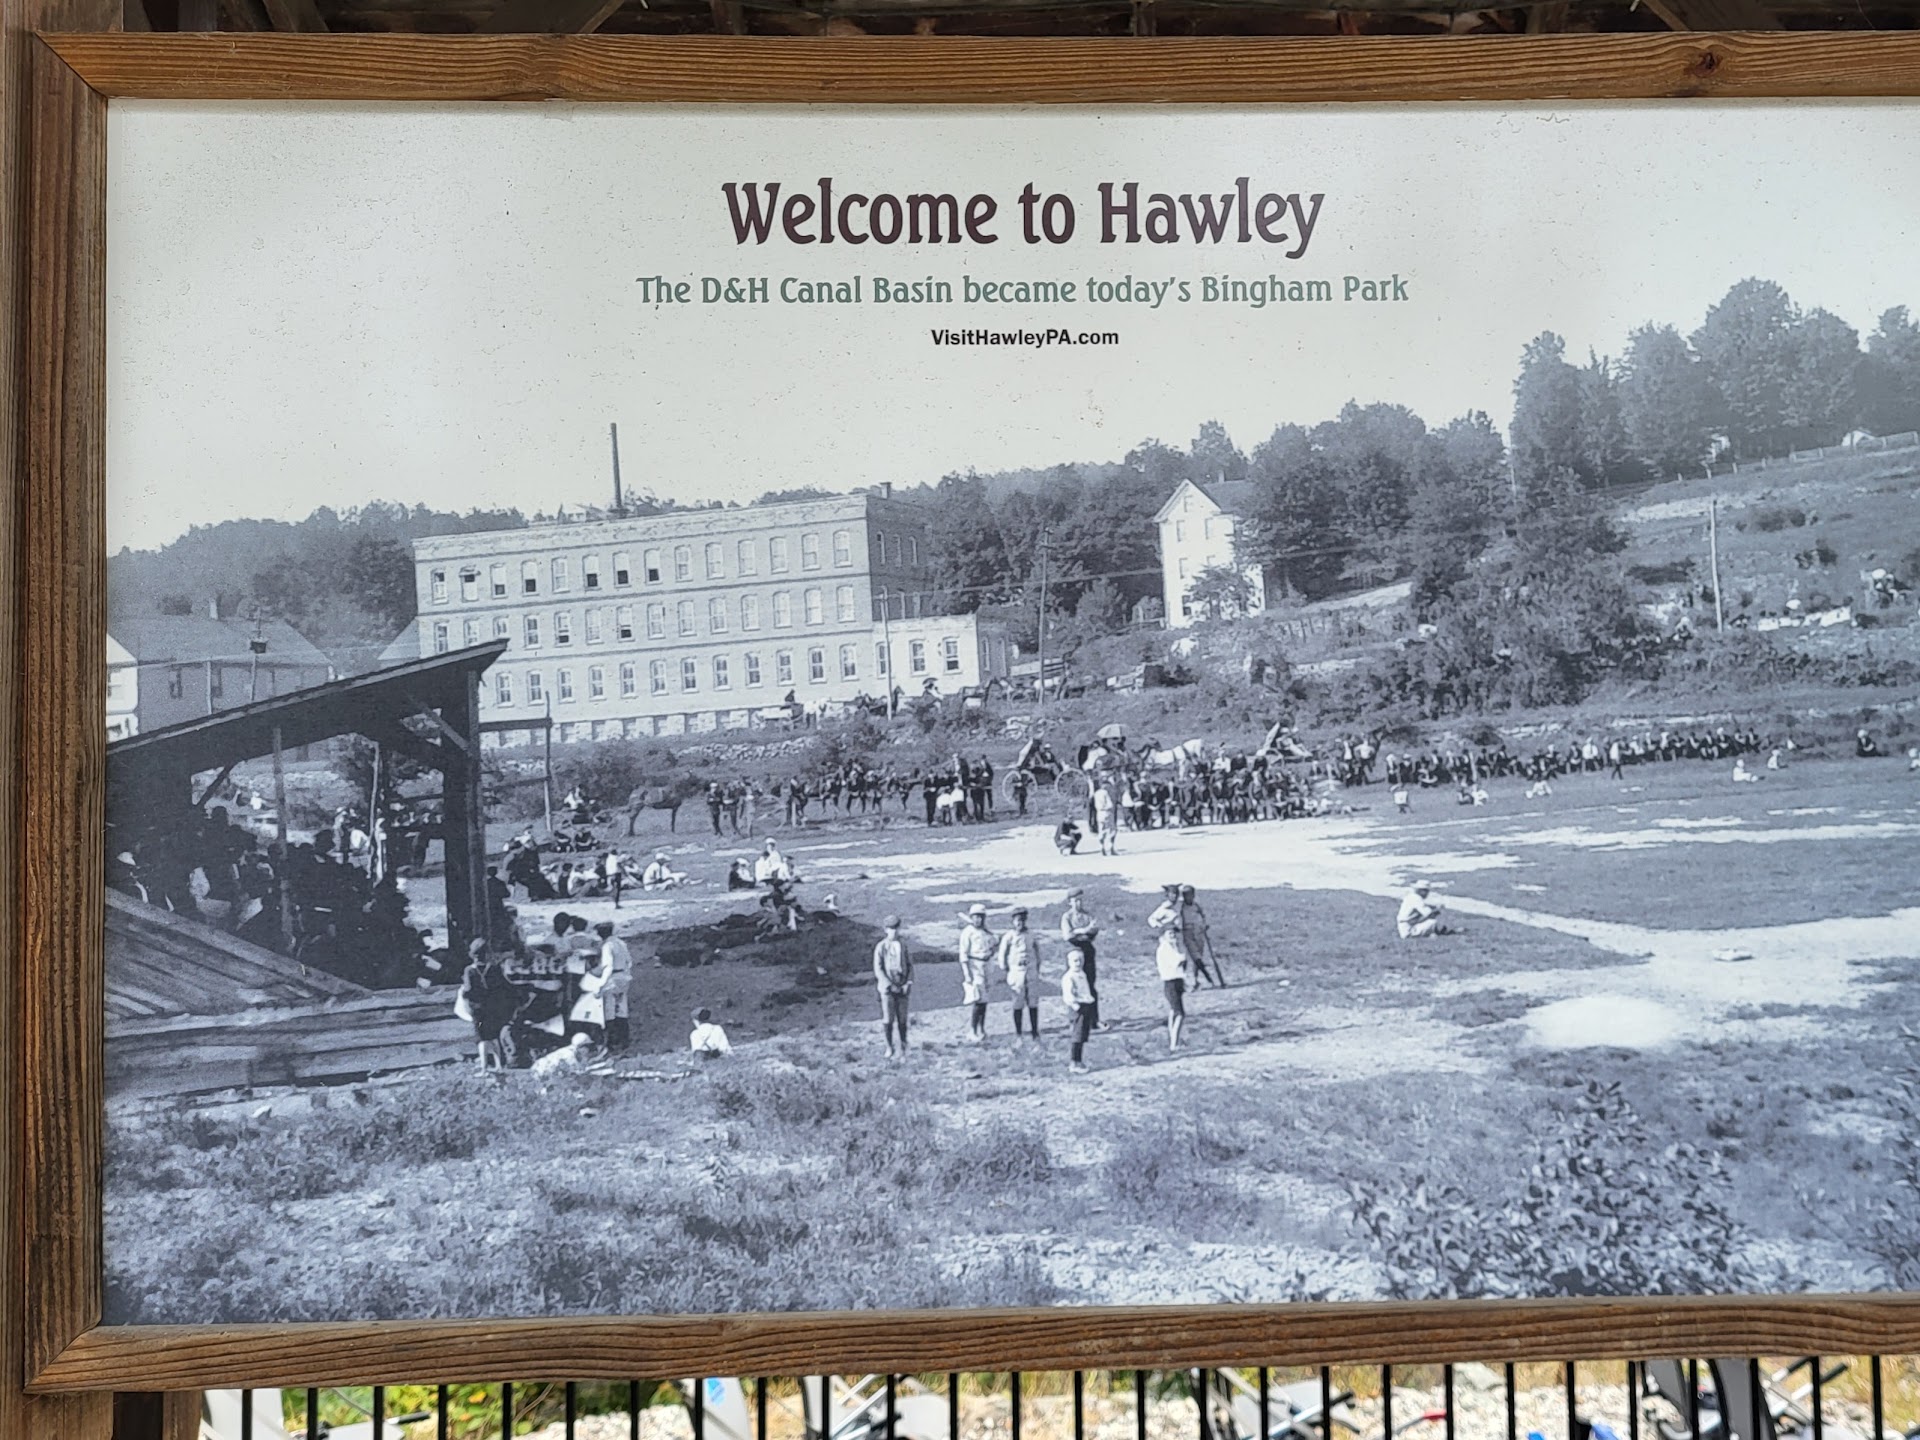 Welcome to Hawley
The D&H Canal Basin became today's Bingham Park
VisitHawleyPA.com